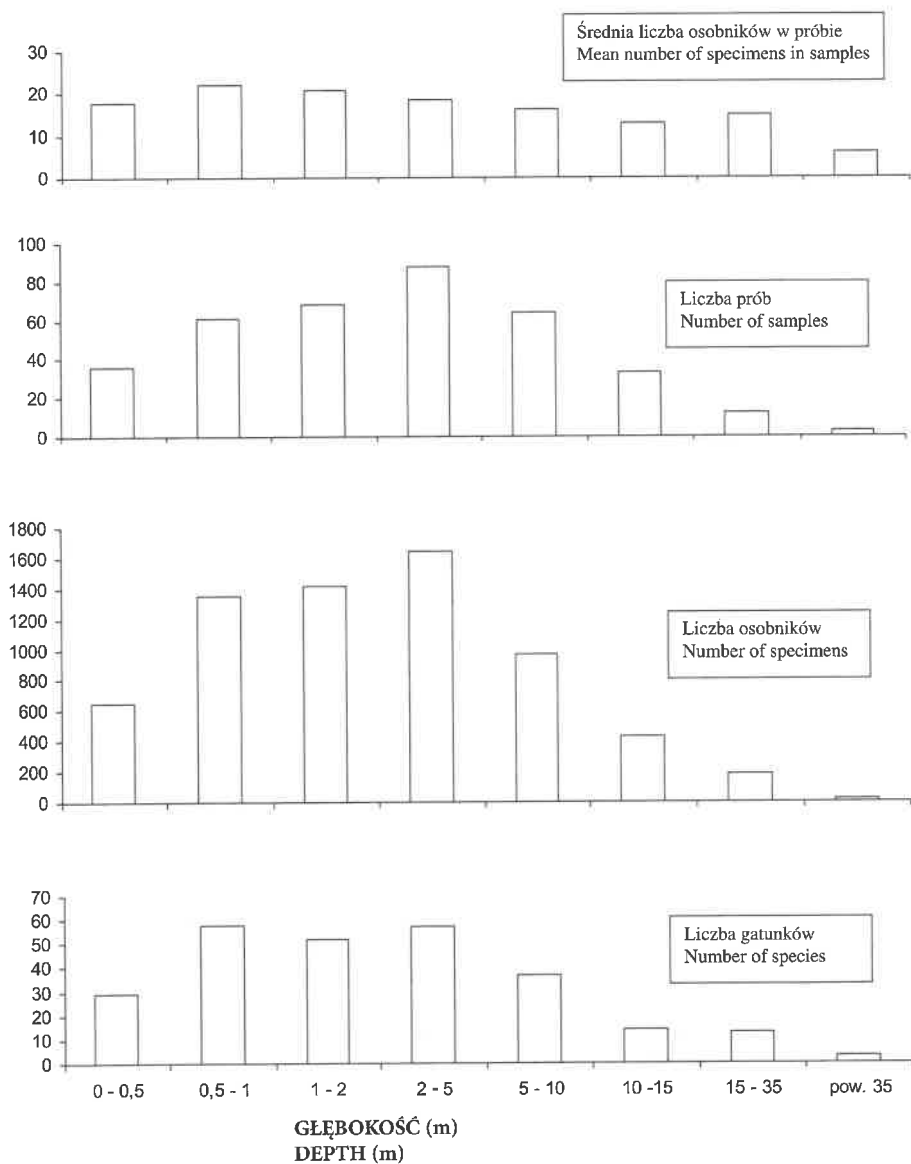 Średnia liczba osobników w próbie
Mean number of specimens in samples
30
20
10
0
100
80
60
40
20
0
Liczba prób
Number of samples
1800
1600
1400
1200
1000
800
600
400
200
0
Liczba osobników
Number of specimens
70
60
50
40
30
20
10
0
Liczba gatunków
Number of species
0 - 0,5 0,5 - 1 1 - 2 2 - 5 5 - 10 10 -15 15 - 35 pow. 35
GŁĘBOKOŚĆ (m)
DEPTH (m)